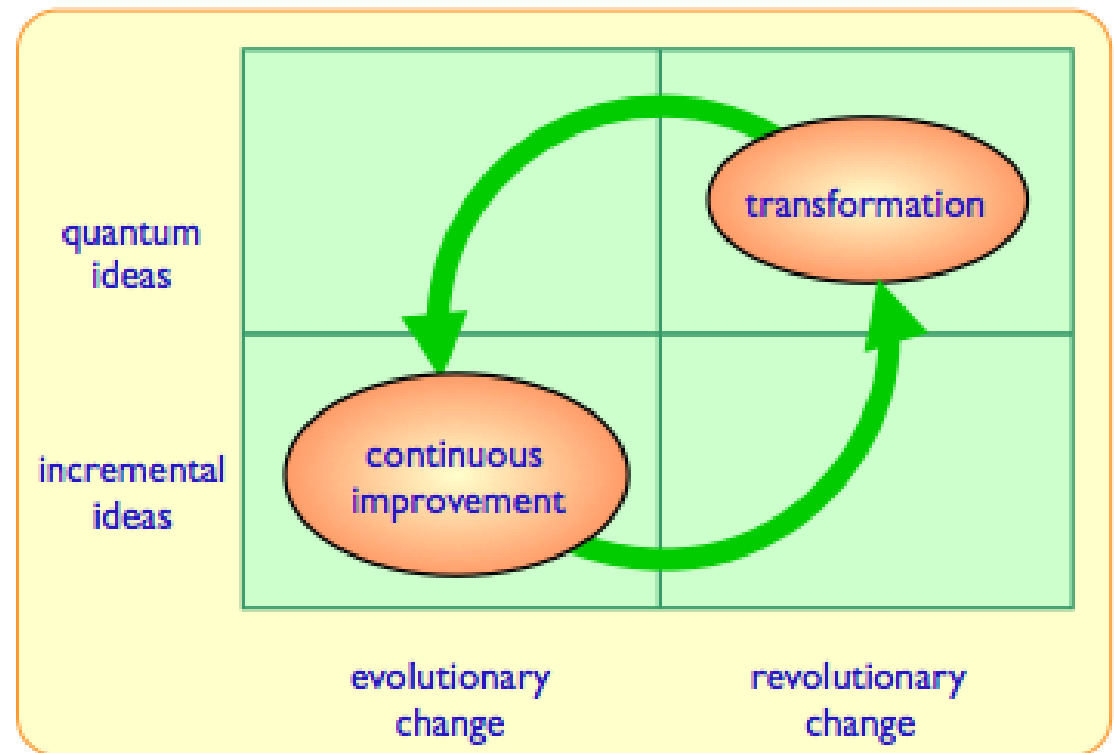 transformation
quantum
ideas
continuous
improvement
incremental
ideas
evolutionary
change
revolutionary
change